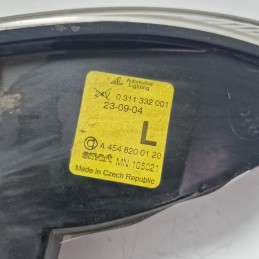 AL Automotive
Lighting
0 311 332 001
23-09-04
L
A 454 820 01 20
smart MN 105021
Made in Czech Republic